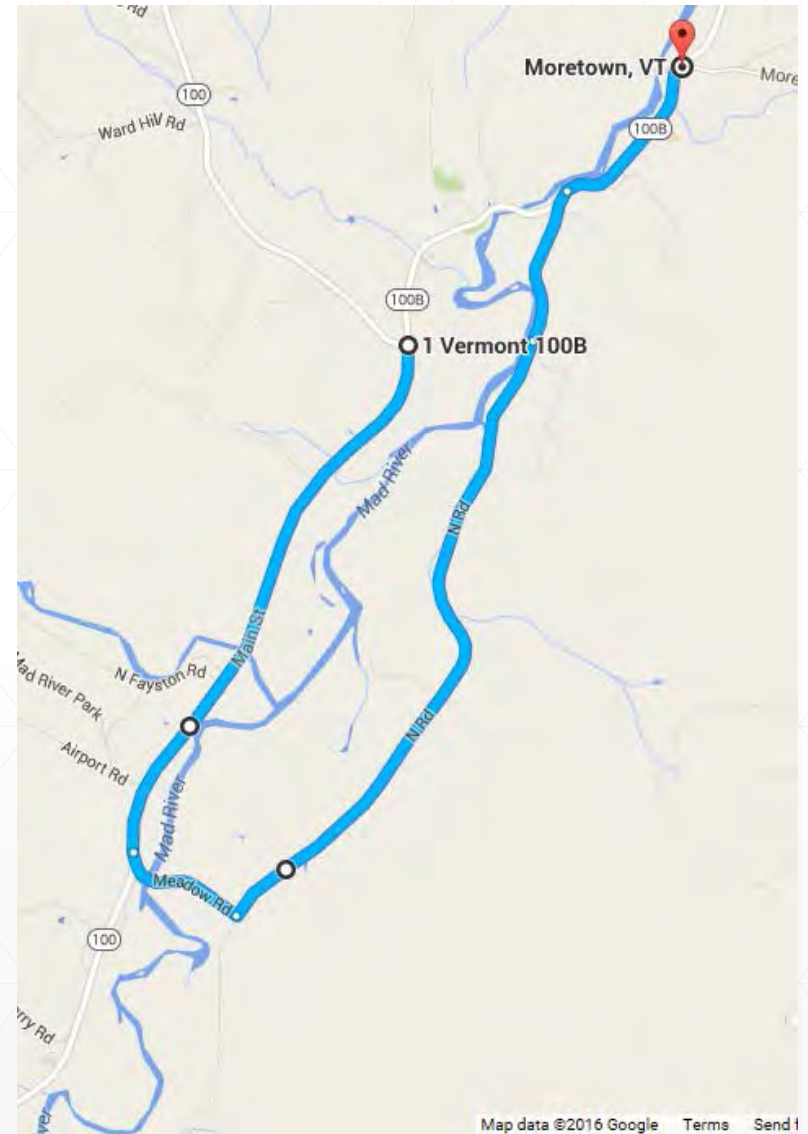 Rd
Moretown, VT
More
100
Ward Hill Rd
100B
100B
1 Vermont 100B
Mad River
N Rd
Main St
N Fayston Rd
Mad River Park
N Rd
Airport Rd
Mad River
Meadow Rd
100
rry Rd
ver
Map data ©2016 Google Terms Send t